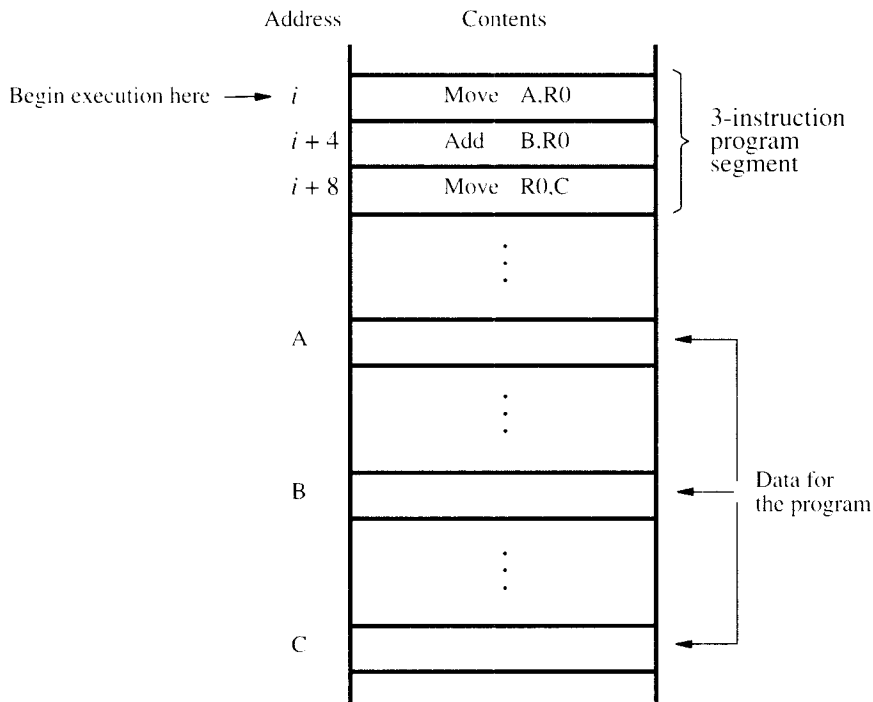 Address Contents
Begin execution here i Move A,R0
i + 4 Add B,R0
i + 8 Move R0,C
3-instruction
program
segment
A
B
Data for
the program
C